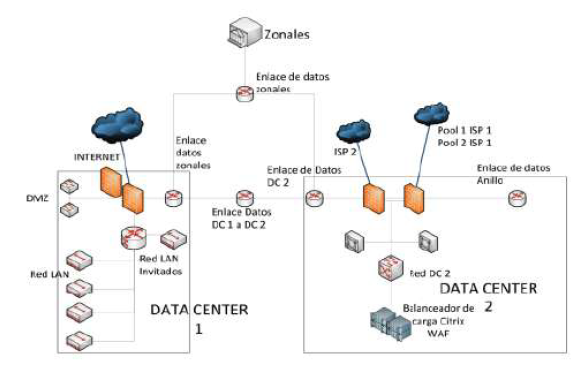 Zonales
Enlace de datos
zonales
Pool 1 ISP 1
Pool 2 ISP 1
ISP 2
Enlace
datos
zonales
INTERNET
Enlace de Datos
DC 2
Enlace de datos
Anillo
DMZ
Enlace Datos
DC 1 a DC 2
Red LAN
Invitados
Red LAN
Red DC 2
DATA CENTER
1
DATA CENTER
2
Balanceador de
carga Citrix
WAF